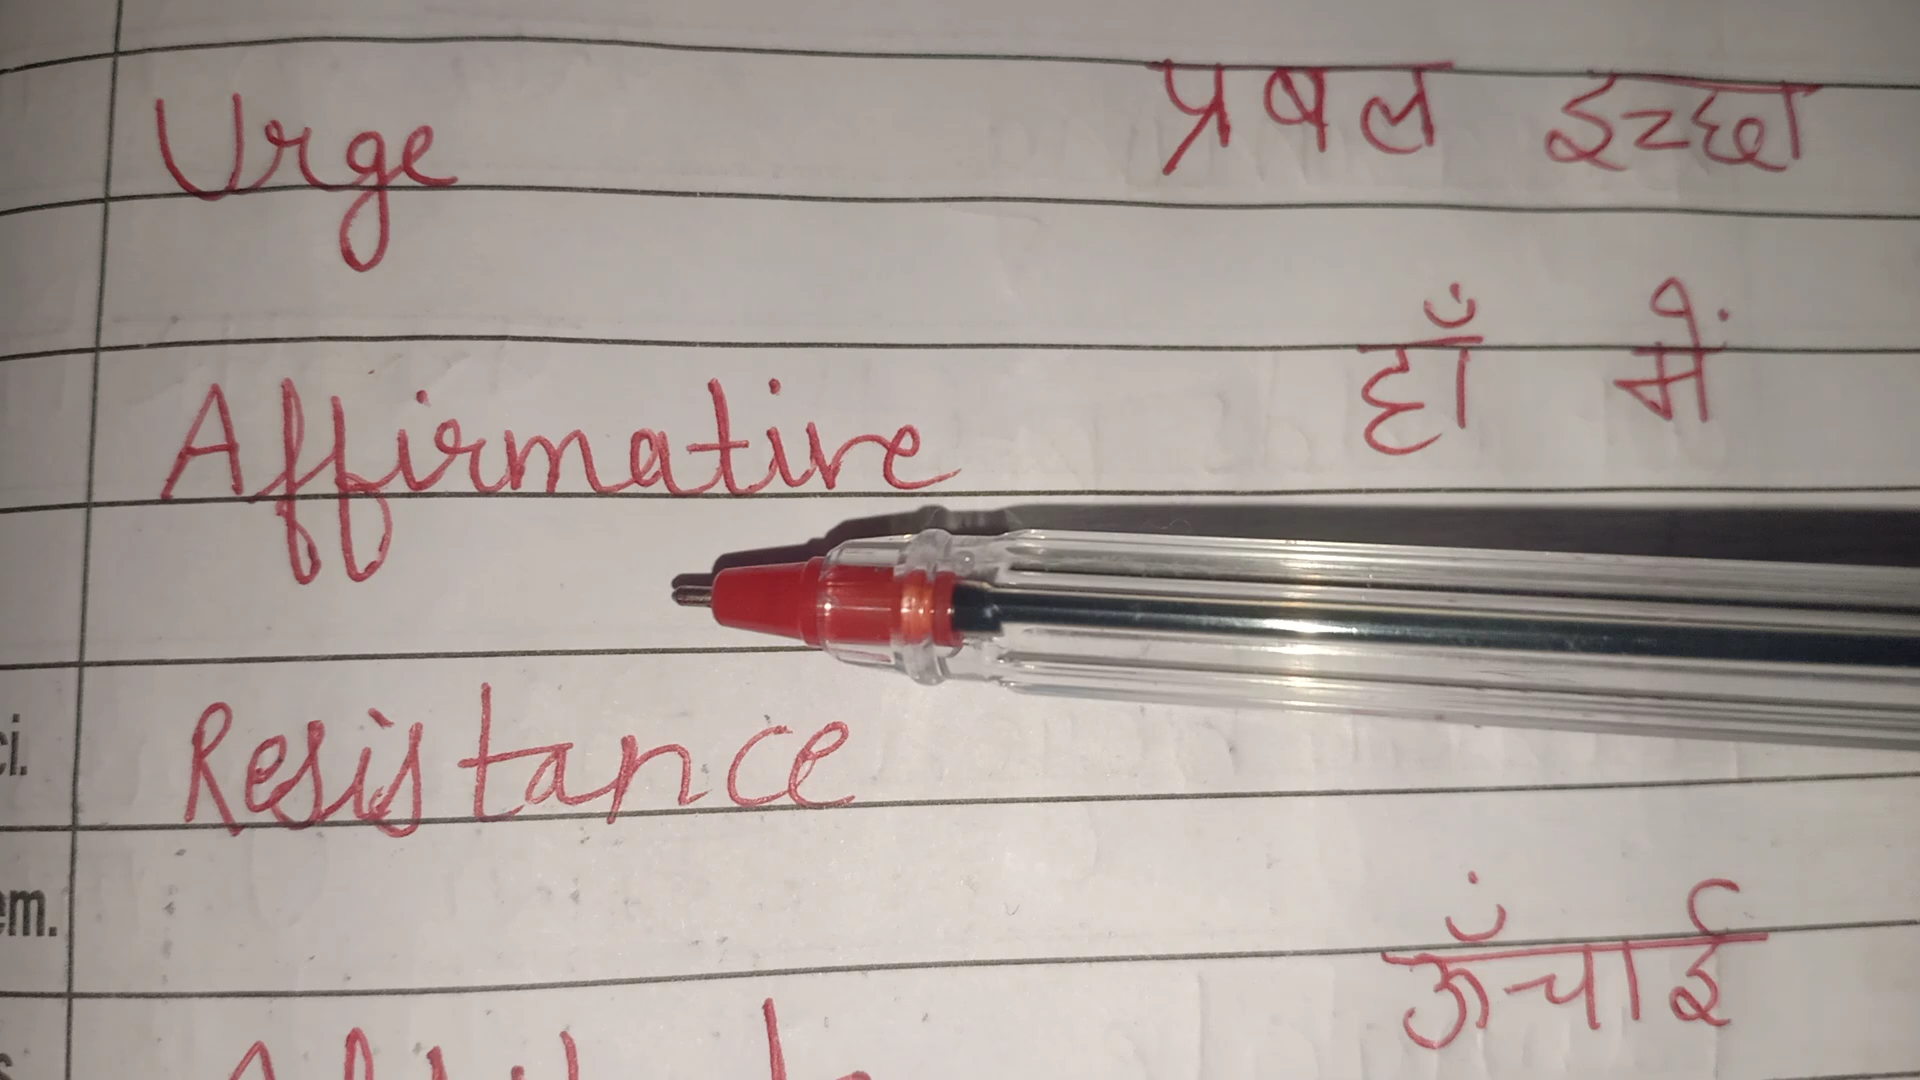 Urge प्रबल इच्छा
Affirmative हाँ में
Resistance
ci.
em.
ऊँचाई